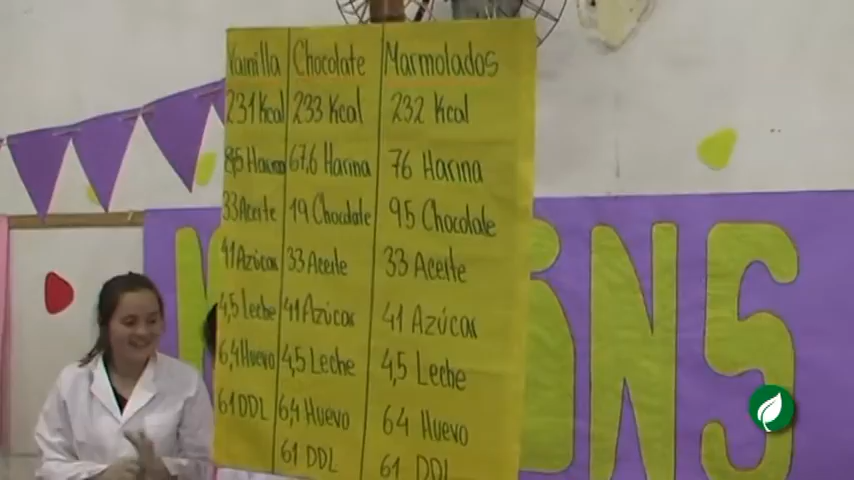 Vainilla Chocolate Marmolados
231 Kcal 233 Kcal 232 Kcal
85 Harina 67,6 Harina 76 Harina
33 Aceite 19 Chocolate 95 Chocolate
41 Azúcar 33 Aceite 33 Aceite
4,5 Leche 41 Azúcar 41 Azúcar
6,4 Huevo 4,5 Leche 4,5 Leche
61 DDL 6,4 Huevo 64 Huevo
61 DDL 61 DDL